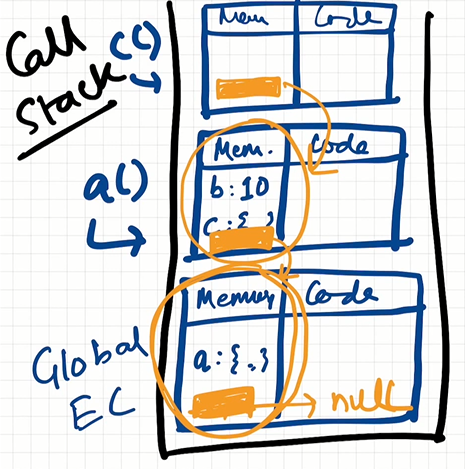 Call
Stack
c()
Mem
Code
a()
Mem.
Code
b:10
c:{..}
Global
EC
Memory
Code
a:{..}
null